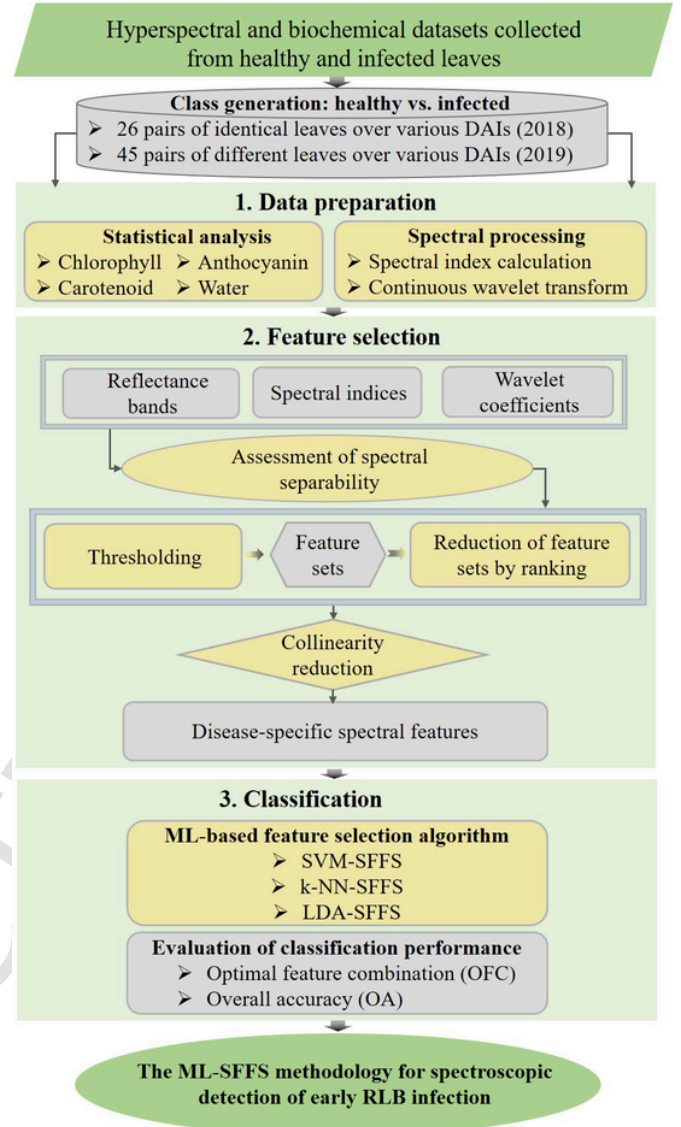 Hyperspectral and biochemical datasets collected
from healthy and infected leaves
Class generation: healthy vs. infected
➢ 26 pairs of identical leaves over various DAIs (2018)
➢ 45 pairs of different leaves over various DAIs (2019)
1. Data preparation
Statistical analysis
➢ Chlorophyll ➢ Anthocyanin
➢ Carotenoid ➢ Water
Spectral processing
➢ Spectral index calculation
➢ Continuous wavelet transform
2. Feature selection
Reflectance
bands
Spectral indices
Wavelet
coefficients
Assessment of spectral
separability
Thresholding
Feature
sets
Reduction of feature
sets by ranking
Collinearity
reduction
Disease-specific spectral features
3. Classification
ML-based feature selection algorithm
➢ SVM-SFFS
➢ k-NN-SFFS
➢ LDA-SFFS
Evaluation of classification performance
➢ Optimal feature combination (OFC)
➢ Overall accuracy (OA)
The ML-SFFS methodology for spectroscopic
detection of early RLB infection